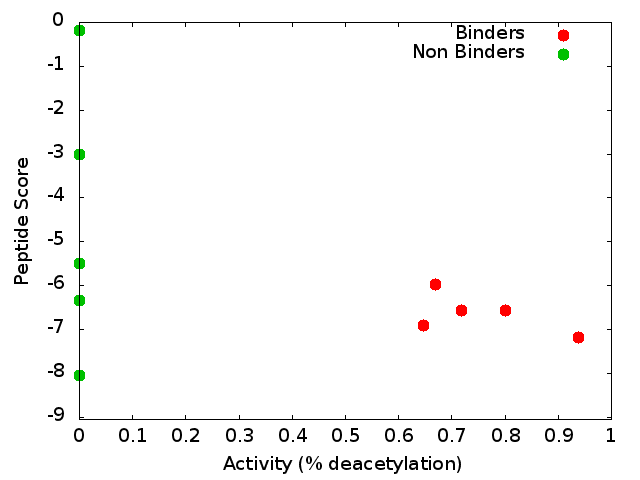 0
-1
-2
-3
-4
-5
-6
-7
-8
-9
Peptide Score
Binders
Non Binders
0 0.1 0.2 0.3 0.4 0.5 0.6 0.7 0.8 0.9 1
Activity (% deacetylation)